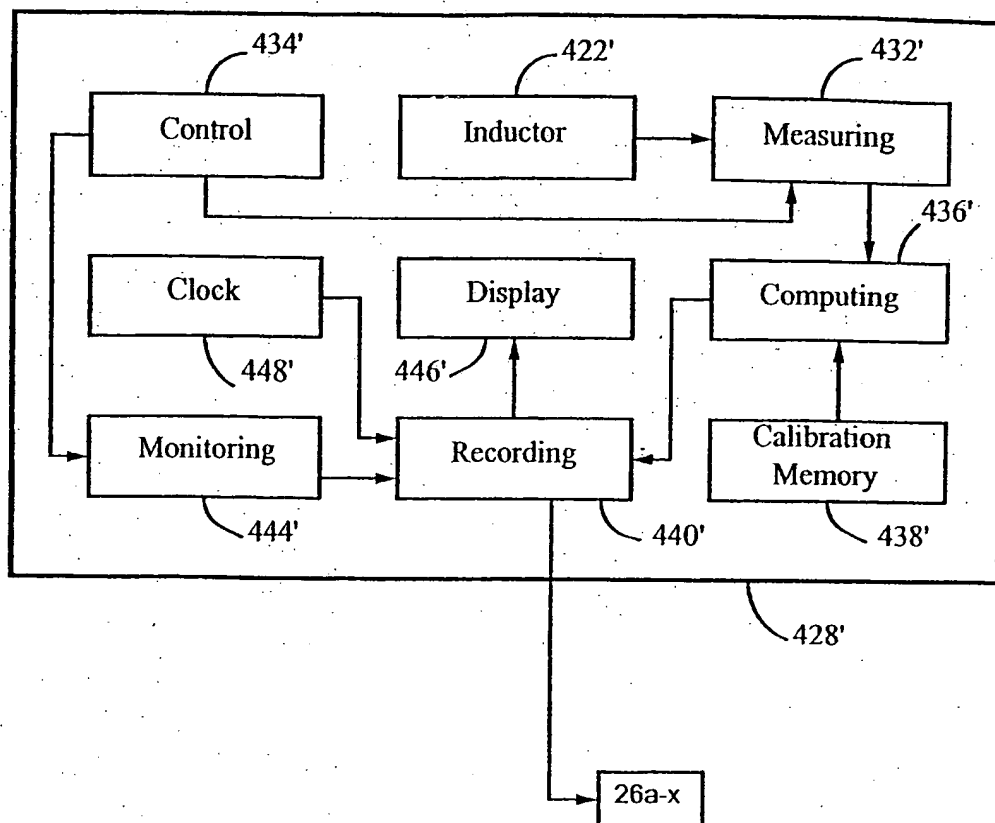 434'
422'
432'
Control
Inductor
Measuring
436'
Clock
Display
Computing
448'
446'
Monitoring
Recording
Calibration
Memory
444'
440'
438'
428'
26a-x